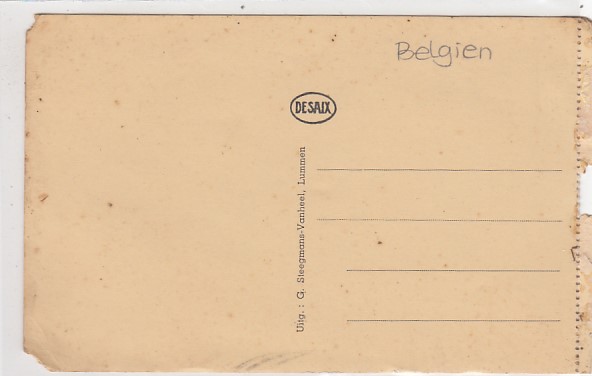 Belgien
DESAIX
Uitg. : G. Steegmans-Vanheel, Lummen